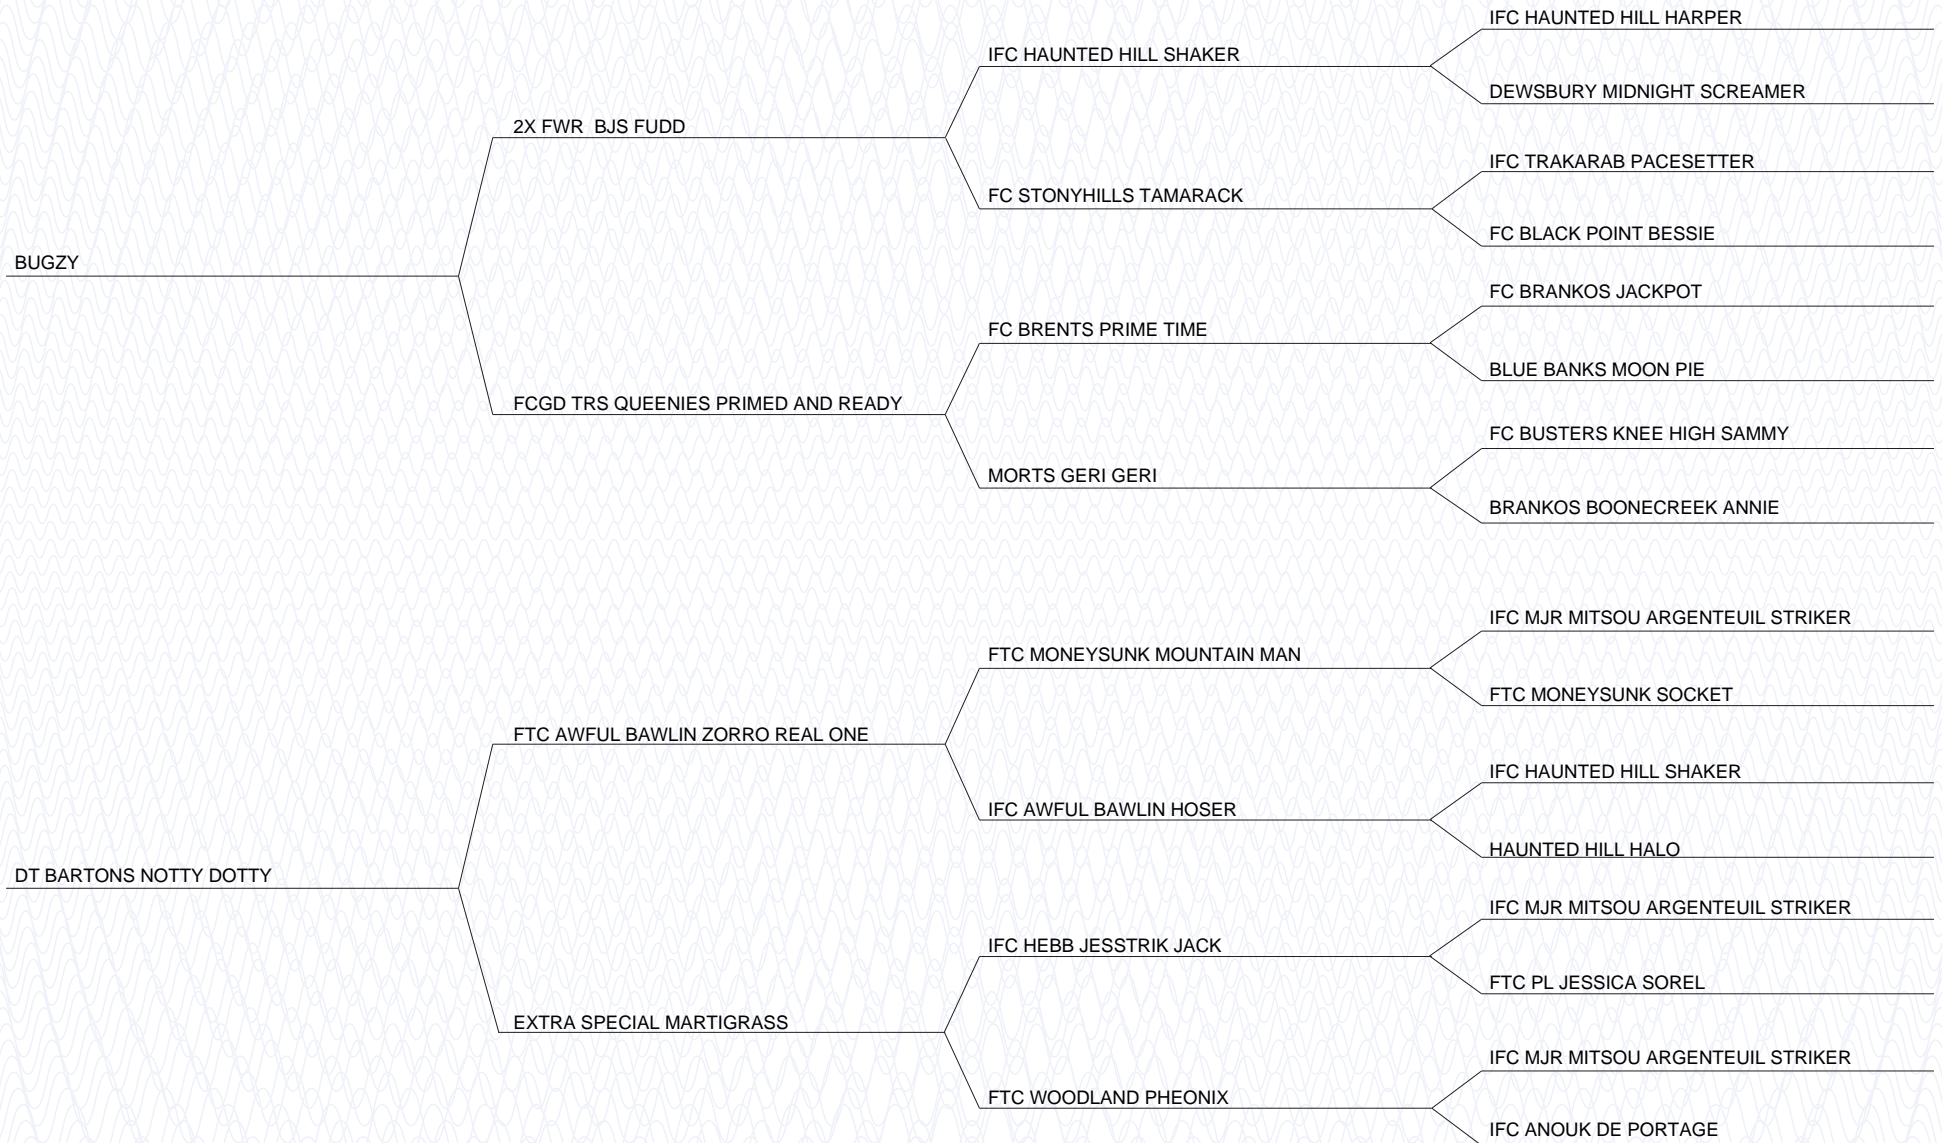 IFC HAUNTED HILL HARPER
IFC HAUNTED HILL SHAKER
DEWSBURY MIDNIGHT SCREAMER
2X FWR  BJS FUDD
IFC TRAKARAB PACESETTER
FC STONYHILLS TAMARACK
FC BLACK POINT BESSIE
BUGZY
FC BRANKOS JACKPOT
FC BRENTS PRIME TIME
BLUE BANKS MOON PIE
FCGD TRS QUEENIES PRIMED AND READY
FC BUSTERS KNEE HIGH SAMMY
MORTS GERI GERI
BRANKOS BOONECREEK ANNIE
IFC MJR MITSOU ARGENTEUIL STRIKER
FTC MONEYSUNK MOUNTAIN MAN
FTC MONEYSUNK SOCKET
FTC AWFUL BAWLIN ZORRO REAL ONE
IFC HAUNTED HILL SHAKER
IFC AWFUL BAWLIN HOSER
HAUNTED HILL HALO
DT BARTONS NOTTY DOTTY
IFC MJR MITSOU ARGENTEUIL STRIKER
IFC HEBB JESSTRIK JACK
FTC PL JESSICA SOREL
EXTRA SPECIAL MARTIGRASS
IFC MJR MITSOU ARGENTEUIL STRIKER
FTC WOODLAND PHEONIX
IFC ANOUK DE PORTAGE